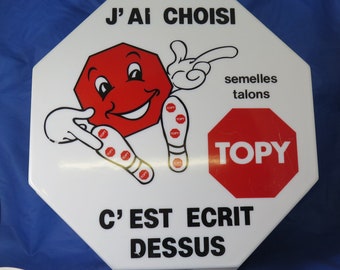 J'AI CHOISI
semelles
talons
TOPY
C'EST ECRIT
DESSUS